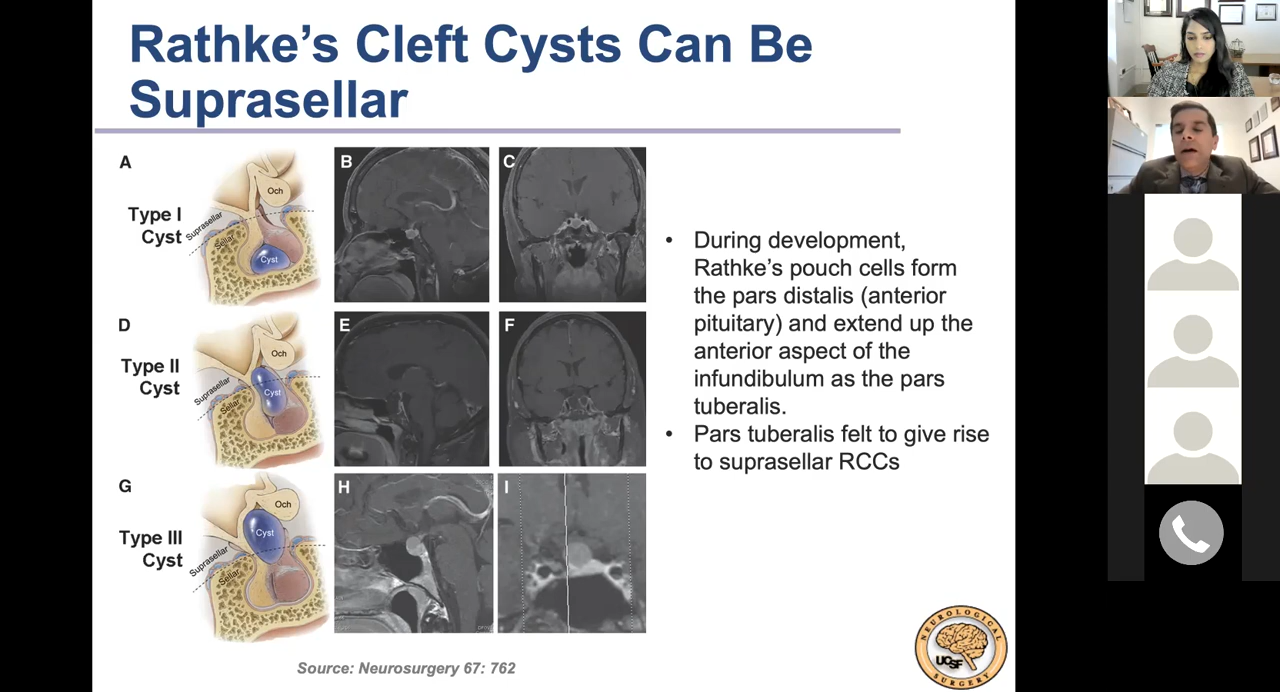 Rathke's Cleft Cysts Can Be
Suprasellar
A
Type I
Cyst
Och
Suprasellar
Sellar
Cyst
B
C
D
Type II
Cyst
Och
Suprasellar
Sellar
Cyst
E
F
G
Type III
Cyst
Och
Cyst
Suprasellar
Sellar
H
I
• During development,
Rathke's pouch cells form
the pars distalis (anterior
pituitary) and extend up the
anterior aspect of the
infundibulum as the pars
tuberalis.
• Pars tuberalis felt to give rise
to suprasellar RCCs
Source: Neurosurgery 67: 762
NEUROLOGICAL
UCSF
SURGERY